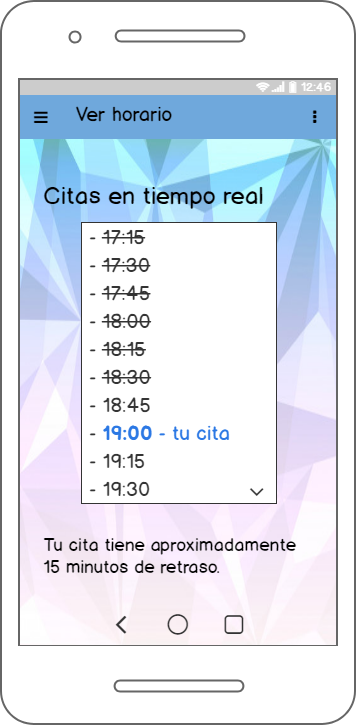 12:46
Ver horario
Citas en tiempo real
- 17:15
- 17:30
- 17:45
- 18:00
- 18:15
- 18:30
- 18:45
- 19:00 - tu cita
- 19:15
- 19:30
Tu cita tiene aproximadamente
15 minutos de retraso.